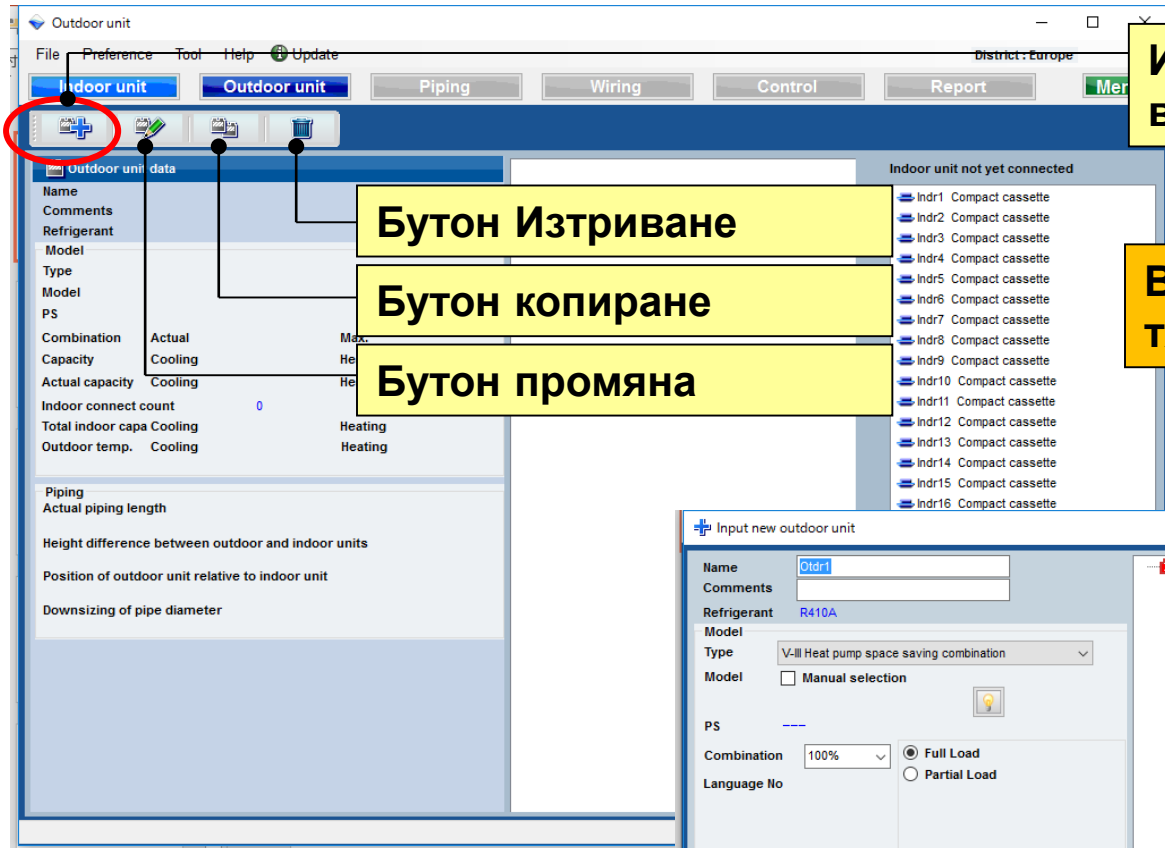 Outdoor unit
File Preference Tool Help Update
District : Europe
Indoor unit Outdoor unit Piping Wiring Control Report
Outdoor unit data
Name
Comments
Refrigerant
Model
Type
Model
PS
Combination Actual Max.
Capacity Cooling
Actual capacity Cooling
Indoor connect count 0
Total indoor capa Cooling Heating
Outdoor temp. Cooling Heating
Piping
Actual piping length
Height difference between outdoor and indoor units
Position of outdoor unit relative to indoor unit
Downsizing of pipe diameter
Бутон Изтриване
Бутон копиране
Бутон промяна
Indoor unit not yet connected
Indr1 Compact cassette
Indr2 Compact cassette
Indr3 Compact cassette
Indr4 Compact cassette
Indr5 Compact cassette
Indr6 Compact cassette
Indr7 Compact cassette
Indr8 Compact cassette
Indr9 Compact cassette
Indr10 Compact cassette
Indr11 Compact cassette
Indr12 Compact cassette
Indr13 Compact cassette
Indr14 Compact cassette
Indr15 Compact cassette
Indr16 Compact cassette
Input new outdoor unit
Name Otdr1
Comments
Refrigerant R410A
Model
Type V-III Heat pump space saving combination
Model Manual selection
PS ---
Combination 100% Full Load
Partial Load
Language No